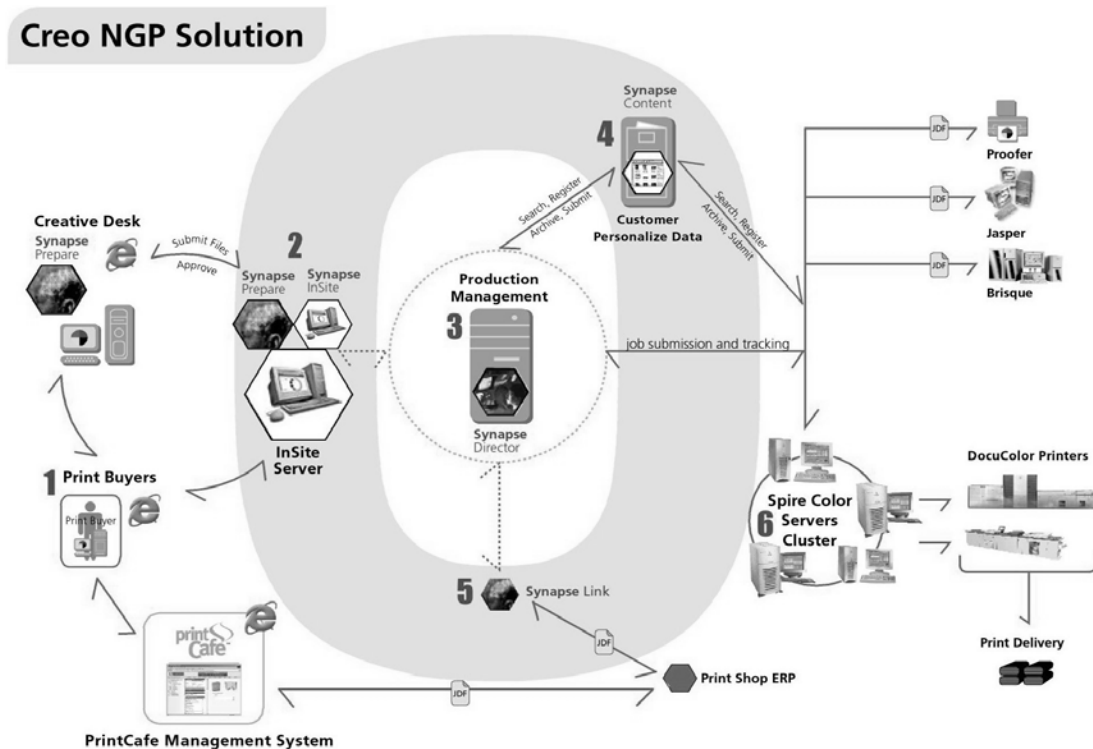 Creo NGP Solution
Synapse
Content
4
Customer
Personalize Data
Search, Register
Archive, Submit
Search, Register
Archive, Submit
JDF
Proofer
JDF
Jasper
JDF
Brisque
Creative Desk
Synapse
Prepare
Submit Files
Approve
2
Synapse
Prepare
Synapse
InSite
InSite
Server
Production
Management
3
Synapse
Director
job submission and tracking
1 Print Buyers
Print Buyer
DocuColor Printers
6
Spire Color
Servers
Cluster
5
Synapse Link
print
Cafe™
JDF
JDF
Print Shop ERP
Print Delivery
PrintCafe Management System